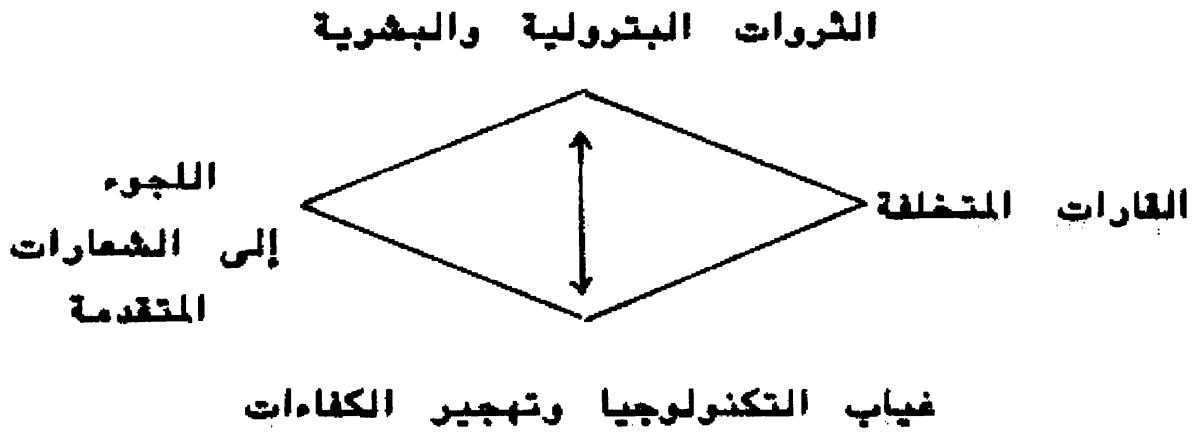 الثروات البترولية والبشرية
القارات المتخلفة
اللجوء
إلى الشعارات
المتقدمة
غياب التكنولوجيا وتهجير الكفاءات